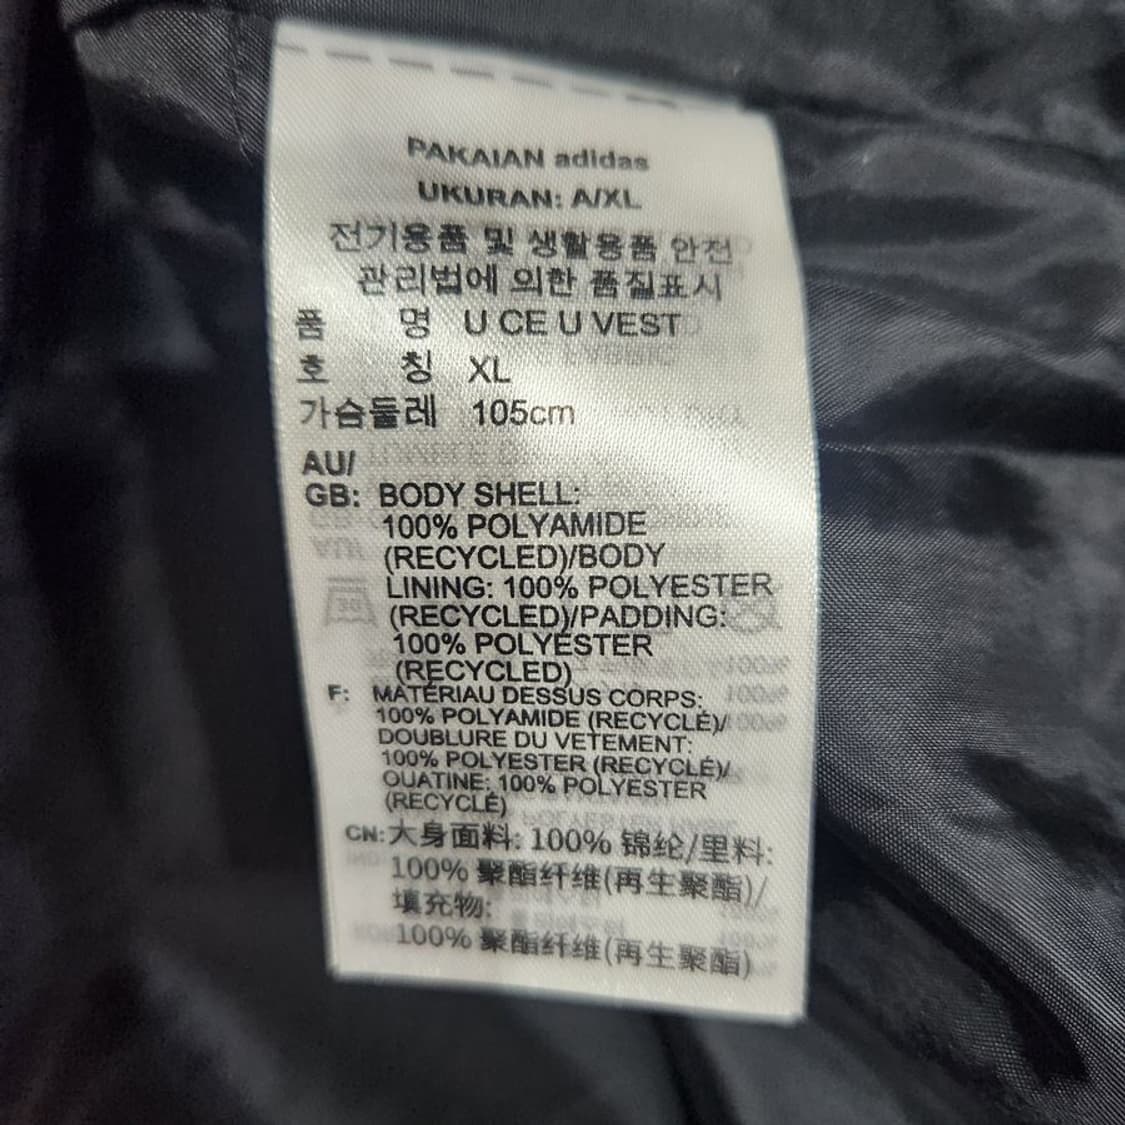 PAKAIAN adidas
UKURAN: A/XL
전기용품 및 생활용품 안전
관리법에 의한 품질표시
품 명 U CE U VEST
호 칭 XL
가슴둘레 105cm
AU/
GB: BODY SHELL:
100% POLYAMIDE
(RECYCLED)/BODY
LINING: 100% POLYESTER
(RECYCLED)/PADDING:
100% POLYESTER
(RECYCLED)
F: MATÉRIAU DESSUS CORPS:
100% POLYAMIDE (RECYCLÉ)/
DOUBLURE DU VETEMENT:
100% POLYESTER (RECYCLÉ)/
OUATINE: 100% POLYESTER
(RECYCLÉ)
CN: 大身面料: 100% 锦纶/里料:
100% 聚酯纤维(再生聚酯)/
填充物:
100% 聚酯纤维(再生聚酯)